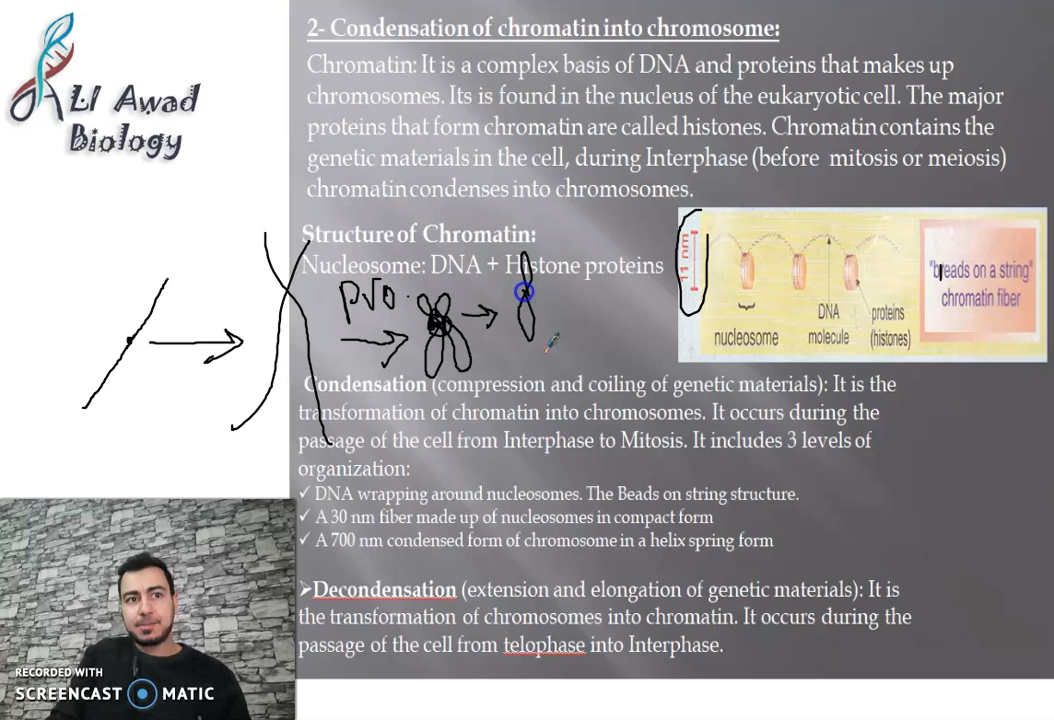 ALI Awad
Biology
2- Condensation of chromatin into chromosome:
Chromatin: It is a complex basis of DNA and proteins that makes up
chromosomes. Its is found in the nucleus of the eukaryotic cell. The major
proteins that form chromatin are called histones. Chromatin contains the
genetic materials in the cell, during Interphase (before mitosis or meiosis)
chromatin condenses into chromosomes.
Structure of Chromatin:
Nucleosome: DNA + Histone proteins
pro.
11 nm
nucleosome
DNA
molecule
proteins
(histones)
"breads on a string"
chromatin fiber
Condensation (compression and coiling of genetic materials): It is the
transformation of chromatin into chromosomes. It occurs during the
passage of the cell from Interphase to Mitosis. It includes 3 levels of
organization:
✓ DNA wrapping around nucleosomes. The Beads on string structure.
✓ A 30 nm fiber made up of nucleosomes in compact form
✓ A 700 nm condensed form of chromosome in a helix spring form
➢Decondensation (extension and elongation of genetic materials): It is
the transformation of chromosomes into chromatin. It occurs during the
passage of the cell from telophase into Interphase.
RECORDED WITH
SCREENCAST MATIC